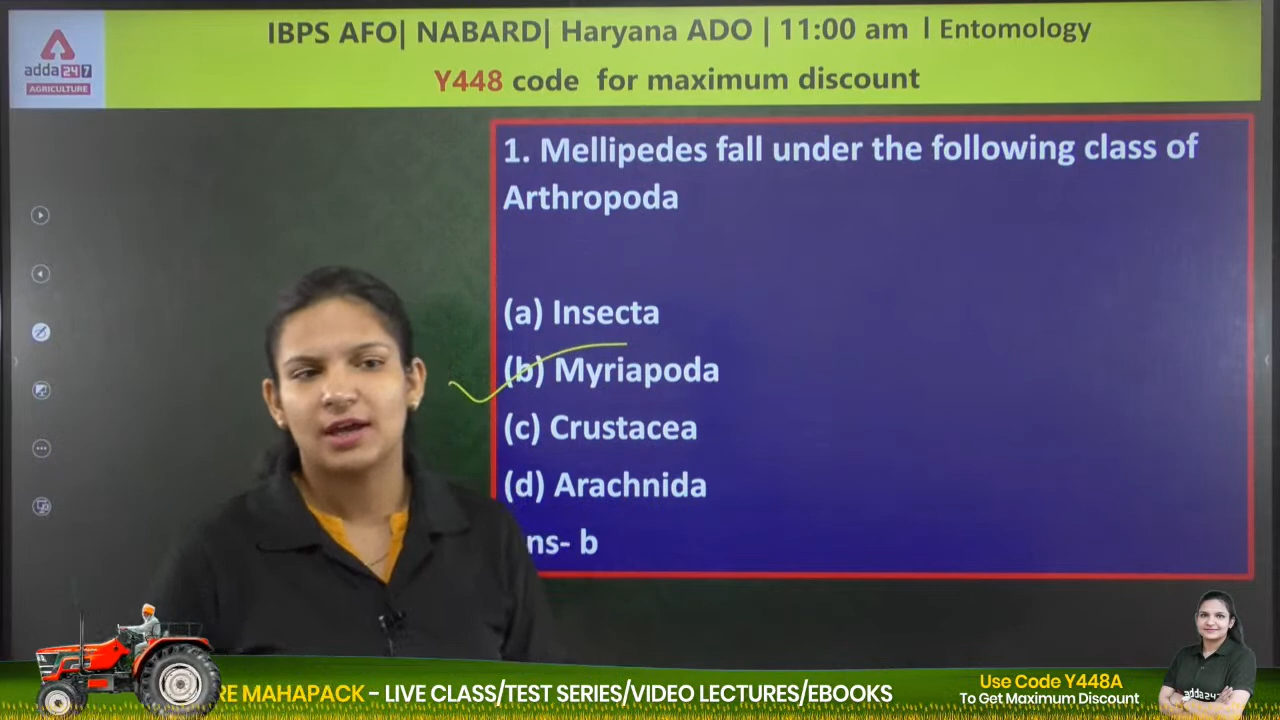 IBPS AFO| NABARD| Haryana ADO | 11:00 am l Entomology
Y448 code for maximum discount
adda247
AGRICULTURE
1. Mellipedes fall under the following class of
Arthropoda
(a) Insecta
(b) Myriapoda
(c) Crustacea
(d) Arachnida
ns- b
RE MAHAPACK - LIVE CLASS/TEST SERIES/VIDEO LECTURES/EBOOKS
Use Code Y448A
To Get Maximum Discount
adda247